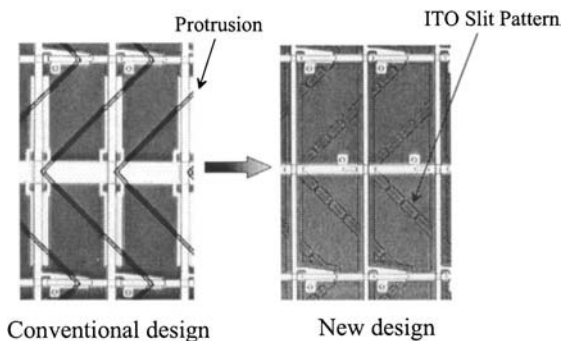 Protrusion
ITO Slit Pattern
Conventional design
New design